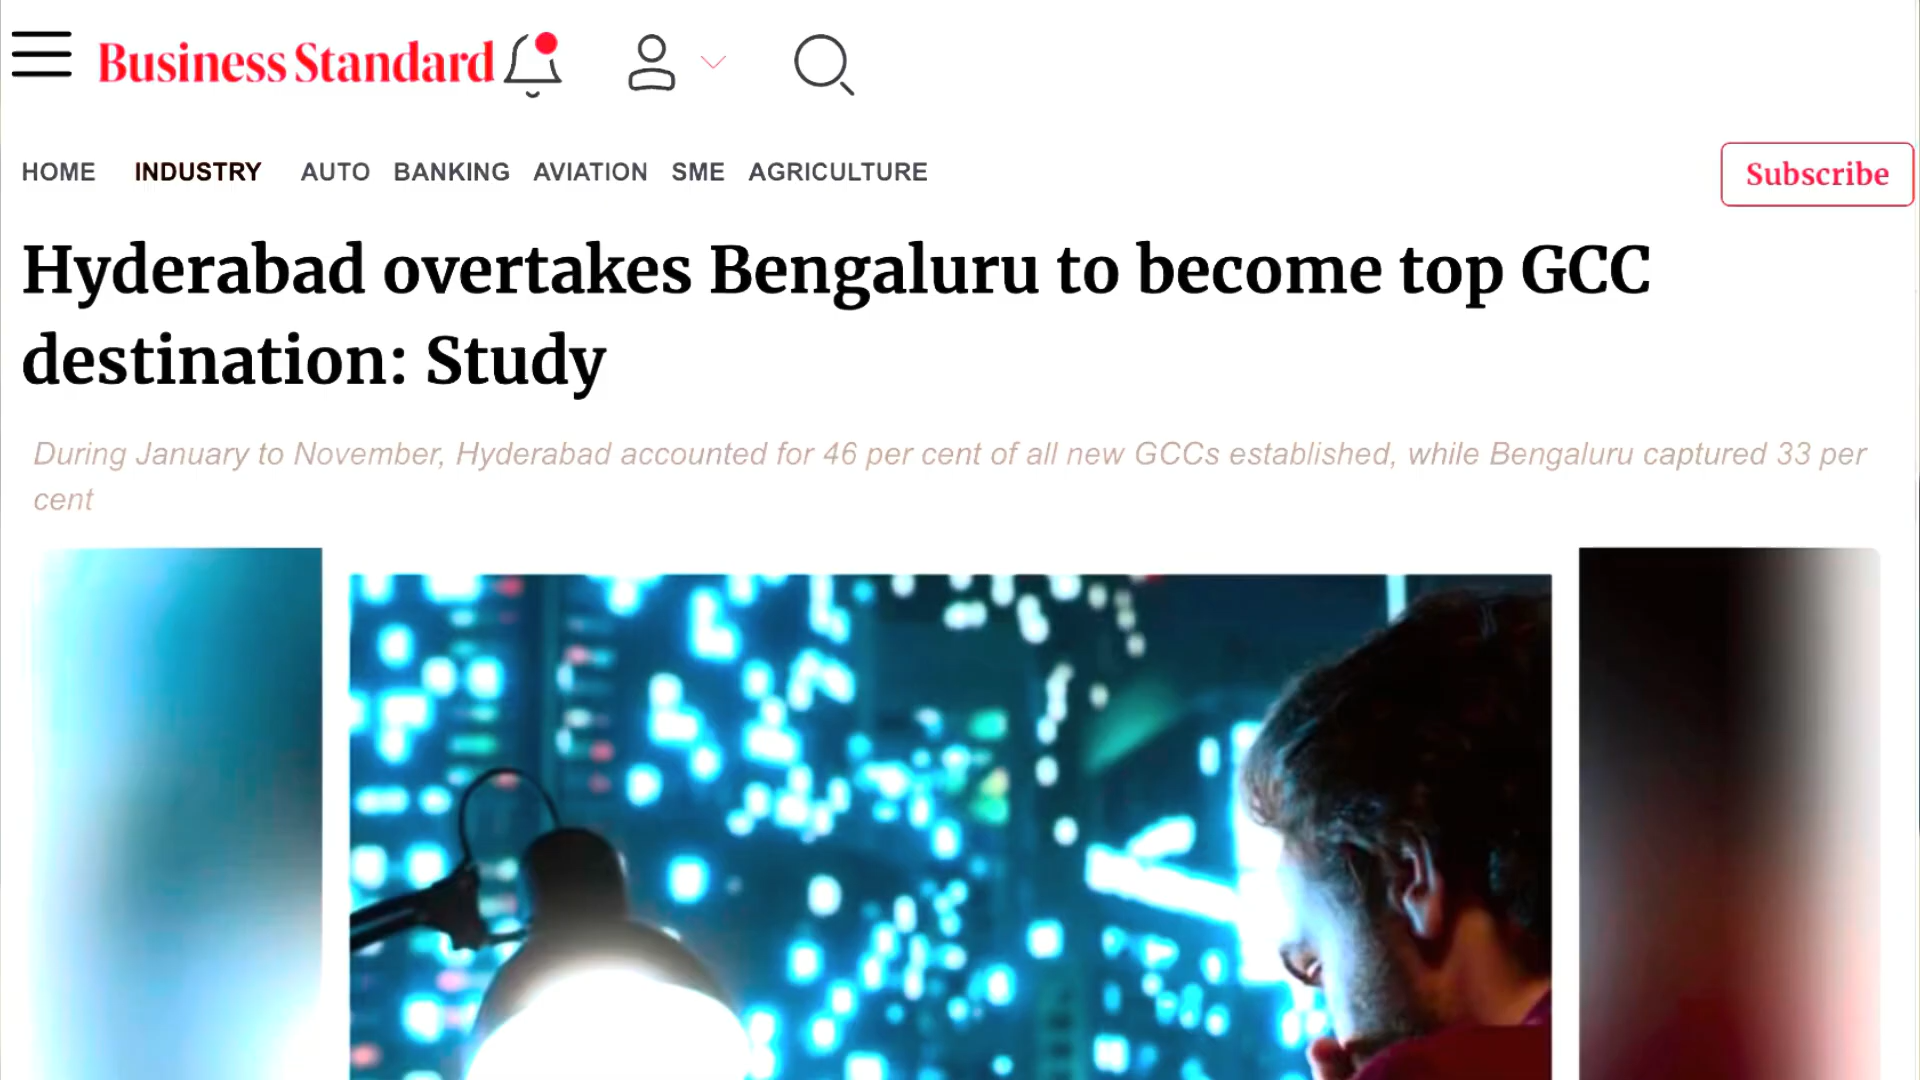 Business Standard
HOME INDUSTRY AUTO BANKING AVIATION SME AGRICULTURE
Subscribe
Hyderabad overtakes Bengaluru to become top GCC
destination: Study
During January to November, Hyderabad accounted for 46 per cent of all new GCCs established, while Bengaluru captured 33 per
cent